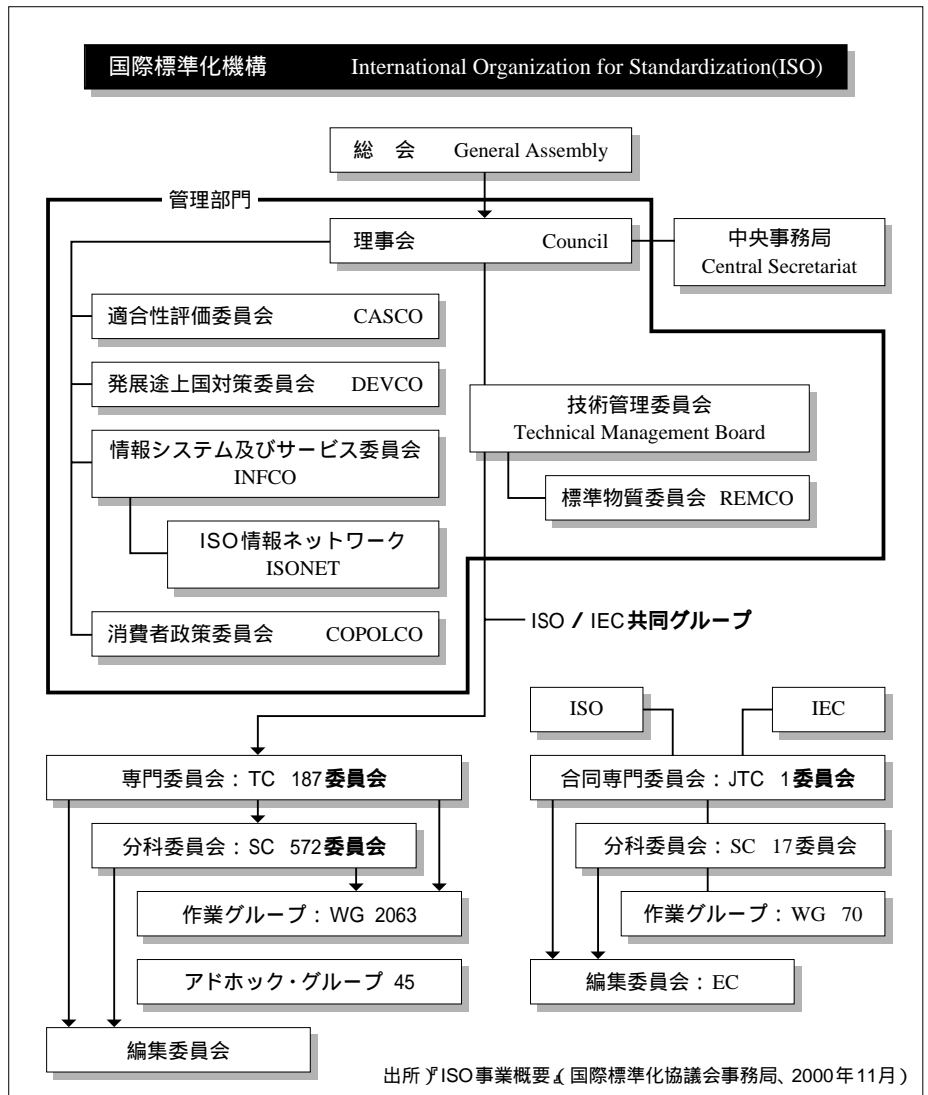 国際標準化機構 International Organization for Standardization(ISO)
総 会 General Assembly
管理部門
理事会 Council
中央事務局
Central Secretariat
適合性評価委員会 CASCO
発展途上国対策委員会 DEVCO
技術管理委員会
Technical Management Board
情報システム及びサービス委員会
INFCO
標準物質委員会 REMCO
ISO情報ネットワーク
ISONET
ISO / IEC共同グループ
消費者政策委員会 COPOLCO
ISO
IEC
専門委員会:TC 187委員会
合同専門委員会:JTC 1委員会
分科委員会:SC 572委員会
分科委員会:SC 17委員会
作業グループ:WG 2063
作業グループ:WG 70
アドホック・グループ 45
編集委員会:EC
編集委員会
出所)『ISO事業概要』(国際標準化協議会事務局、2000年11月)